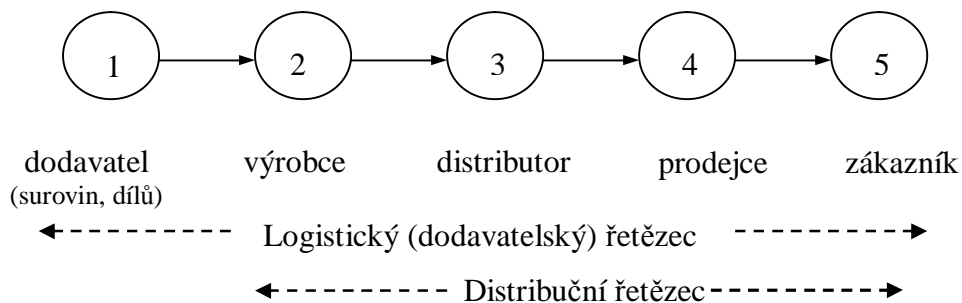 1 2 3 4 5
dodavatel výrobce distributor prodejce zákazník
(surovin, dílů)
Logistický (dodavatelský) řetězec
Distribuční řetězec